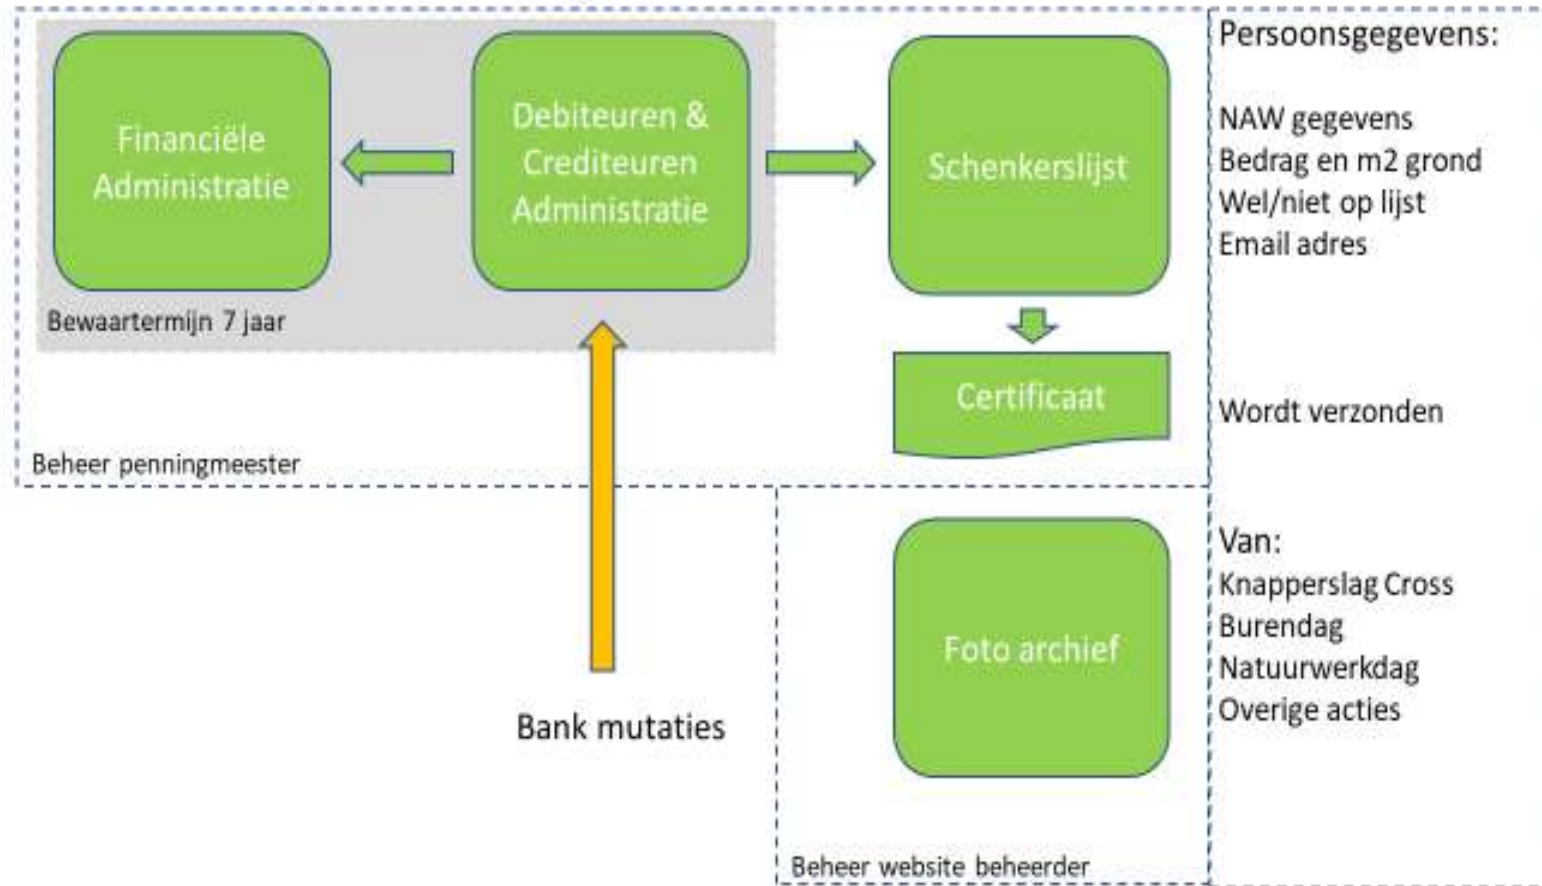 Financiële
Administratie
Debiteuren &
Crediteuren
Administratie
Schenkerslijst
Bewaartermijn 7 jaar
Certificaat
Beheer penningmeester
Bank mutaties
Foto archief
Beheer website beheerder
Persoonsgegevens:
NAW gegevens
Bedrag en m2 grond
Wel/niet op lijst
Email adres
Wordt verzonden
Van:
Knapperslag Cross
Burendag
Natuurwerkdag
Overige acties